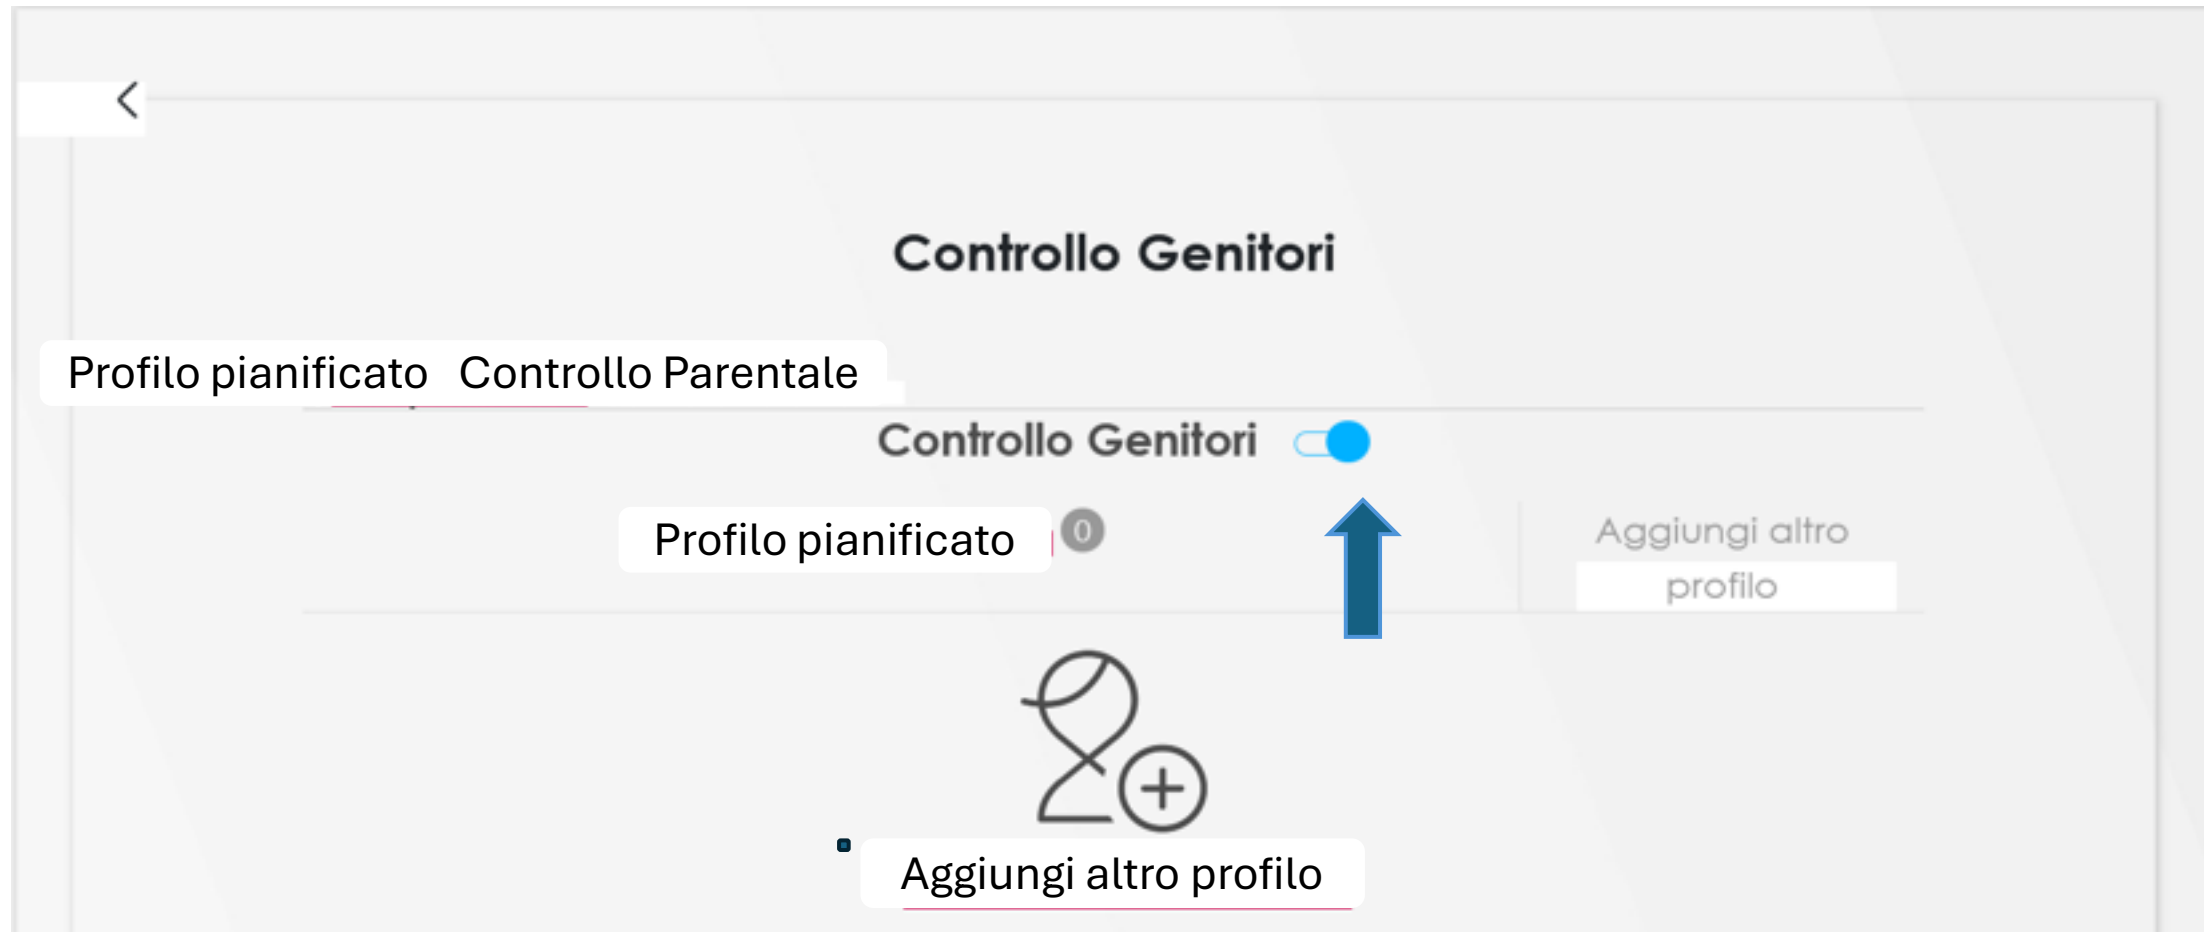 Controllo Genitori
Profilo pianificato Controllo Parentale
Controllo Genitori
Profilo pianificato 0
Aggiungi altro
profilo
Aggiungi altro profilo